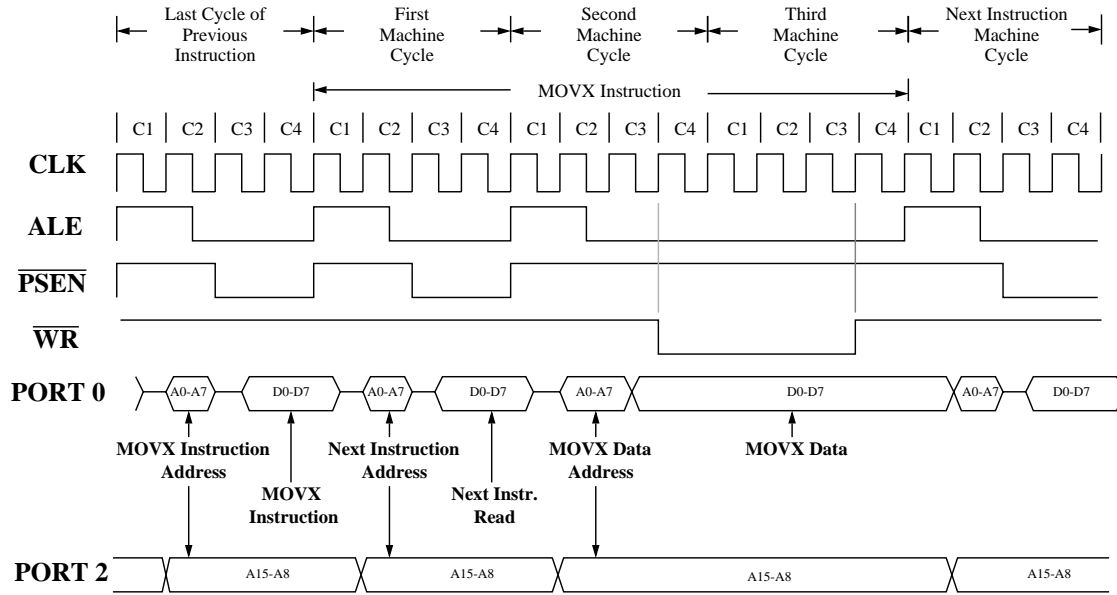 Last Cycle of First Second Third Next Instruction
Previous Machine Machine Machine Machine
Instruction Cycle Cycle Cycle Cycle
MOVX Instruction
C1 C2 C3 C4 C1 C2 C3 C4 C1 C2 C3 C4 C1 C2 C3 C4 C1 C2 C3 C4
CLK
ALE
PSEN
WR
PORT 0 A0-A7 D0-D7 A0-A7 D0-D7 A0-A7 D0-D7 A0-A7 D0-D7
MOVX Instruction Next Instruction MOVX Data MOVX Data
Address Address Address
MOVX Next Instr.
Instruction Read
PORT 2 A15-A8 A15-A8 A15-A8 A15-A8